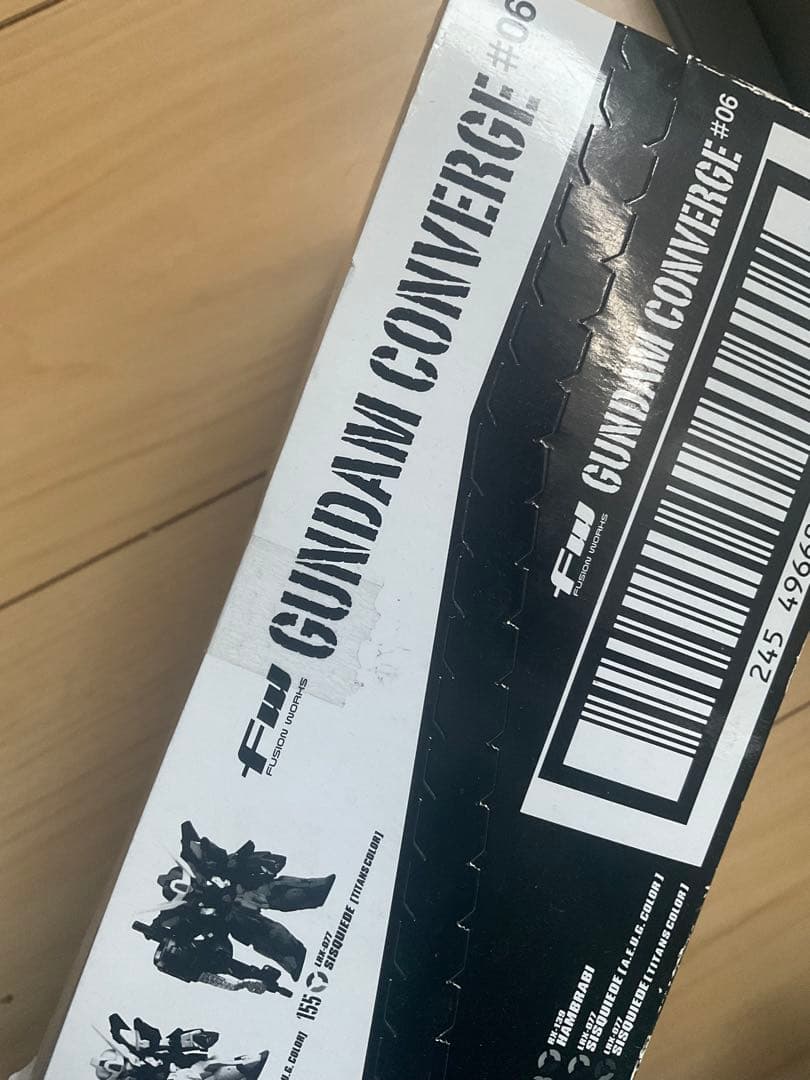 GUNDAM CONVERGE #06
fw
FUSION WORKS
155
LRX-077
SISQUIEDE [TITANS COLOR]
GUNDAM CONVERGE #06
fw
FUSION WORKS
245
RX-139
HAMBRABI
LRX-077
SISQUIEDE [A.E.U.G. COLOR]
LRX-077
SISQUIEDE [TITANS COLOR]